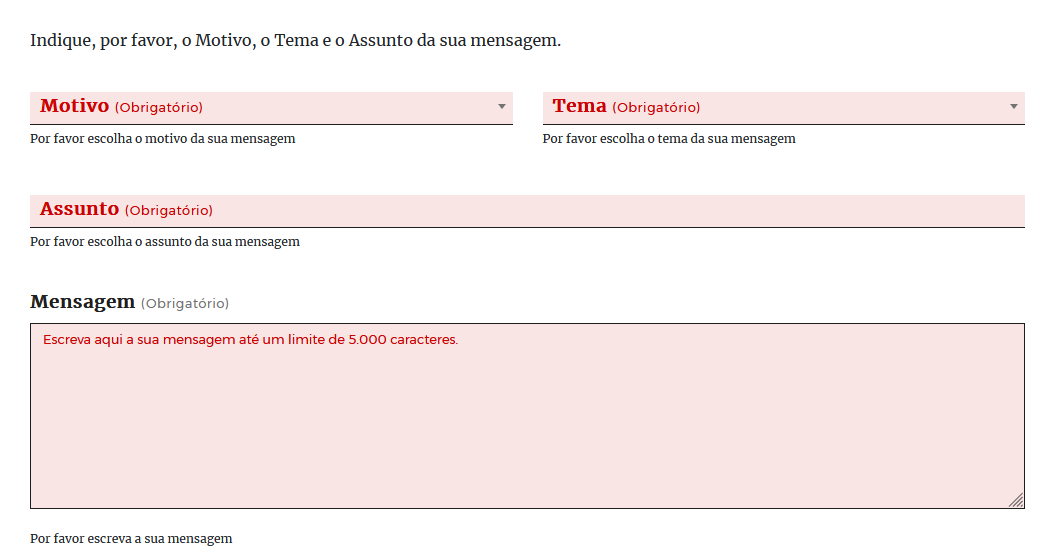 Indique, por favor, o Motivo, o Tema e o Assunto da sua mensagem.
Motivo (Obrigatório)
Tema (Obrigatório)
Por favor escolha o motivo da sua mensagem
Por favor escolha o tema da sua mensagem
Assunto (Obrigatório)
Por favor escolha o assunto da sua mensagem
Mensagem (Obrigatório)
Escreva aqui a sua mensagem até um limite de 5.000 caracteres.
Por favor escreva a sua mensagem